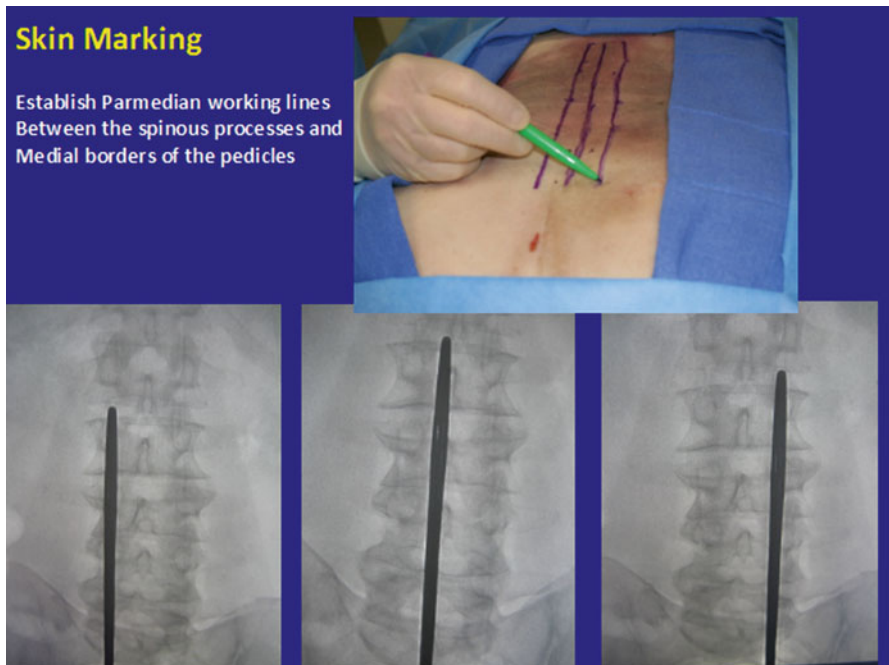 Skin Marking
Establish Parmedian working lines
Between the spinous processes and
Medial borders of the pedicles